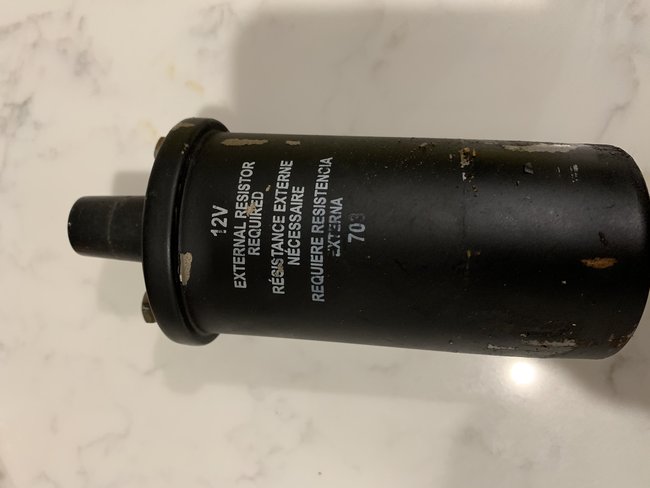 12V
EXTERNAL RESISTOR
REQUIRED
RÉSISTANCE EXTERNE
NÉCESSAIRE
REQUIERE RESISTENCIA
EXTERNA
703